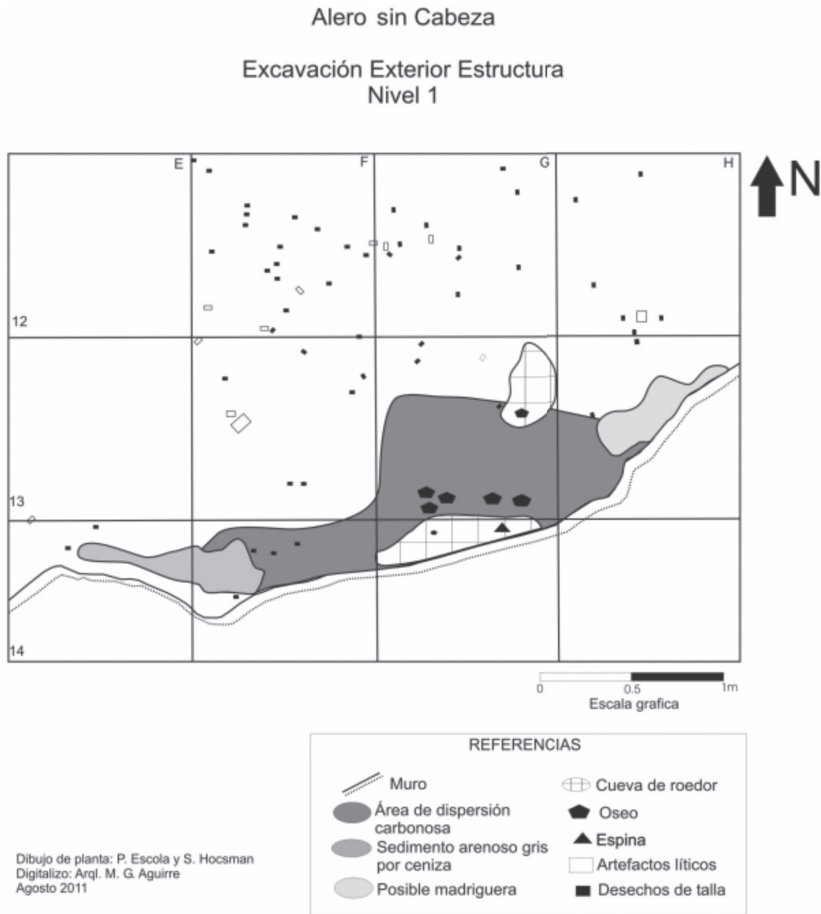 Alero sin Cabeza
Excavación Exterior Estructura
Nivel 1
E
F
G
H
N
12
13
14
0
0.5
1m
Escala grafica
REFERENCIAS
Muro
Área de dispersión
carbonosa
Sedimento arenoso gris
por ceniza
Posible madriguera
Cueva de roedor
Oseo
Espina
Artefactos líticos
Desechos de talla
Dibujo de planta: P. Escola y S. Hocsman
Digitalizo: Arql. M. G. Aguirre
Agosto 2011